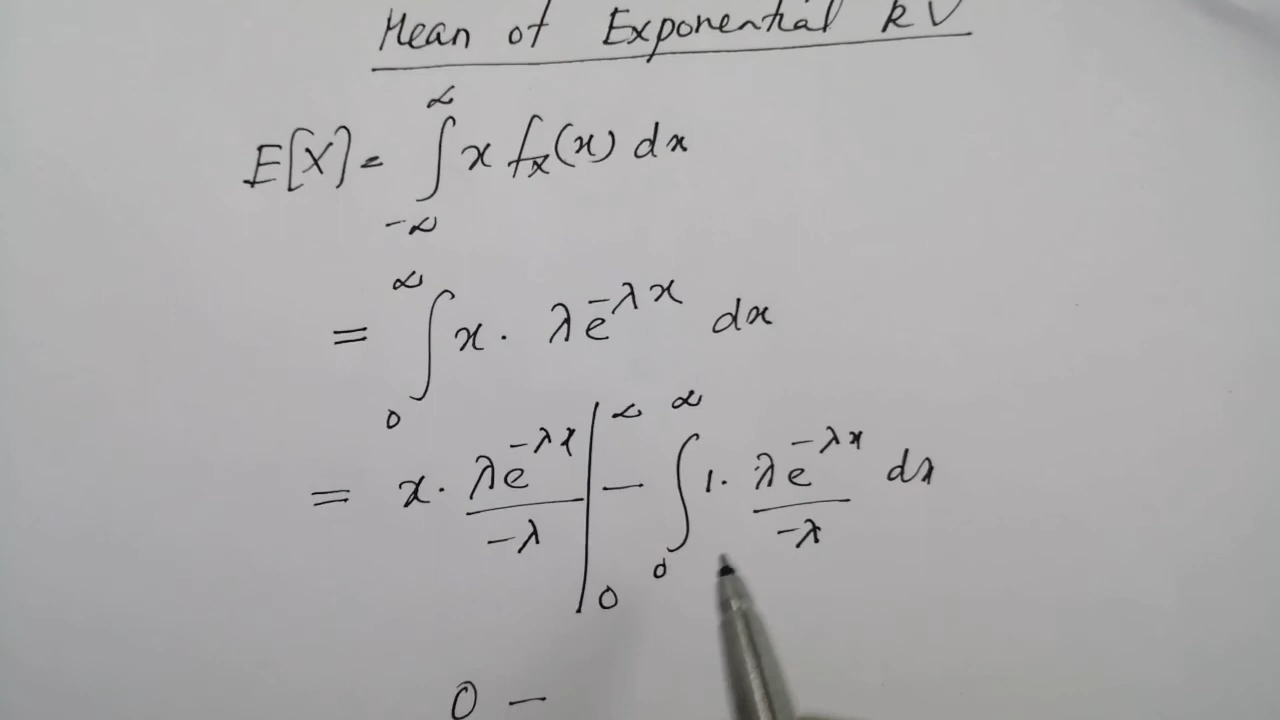 Mean of Exponential RV
E[X] = ∫_{-∞}^{∞} x f_X(x) dx
= ∫_{0}^{∞} x . λe^{-λx} dx
= x . λe^{-λx}/-λ |_{0}^{∞} - ∫_{0}^{∞} 1 . λe^{-λx}/-λ dx
0 -